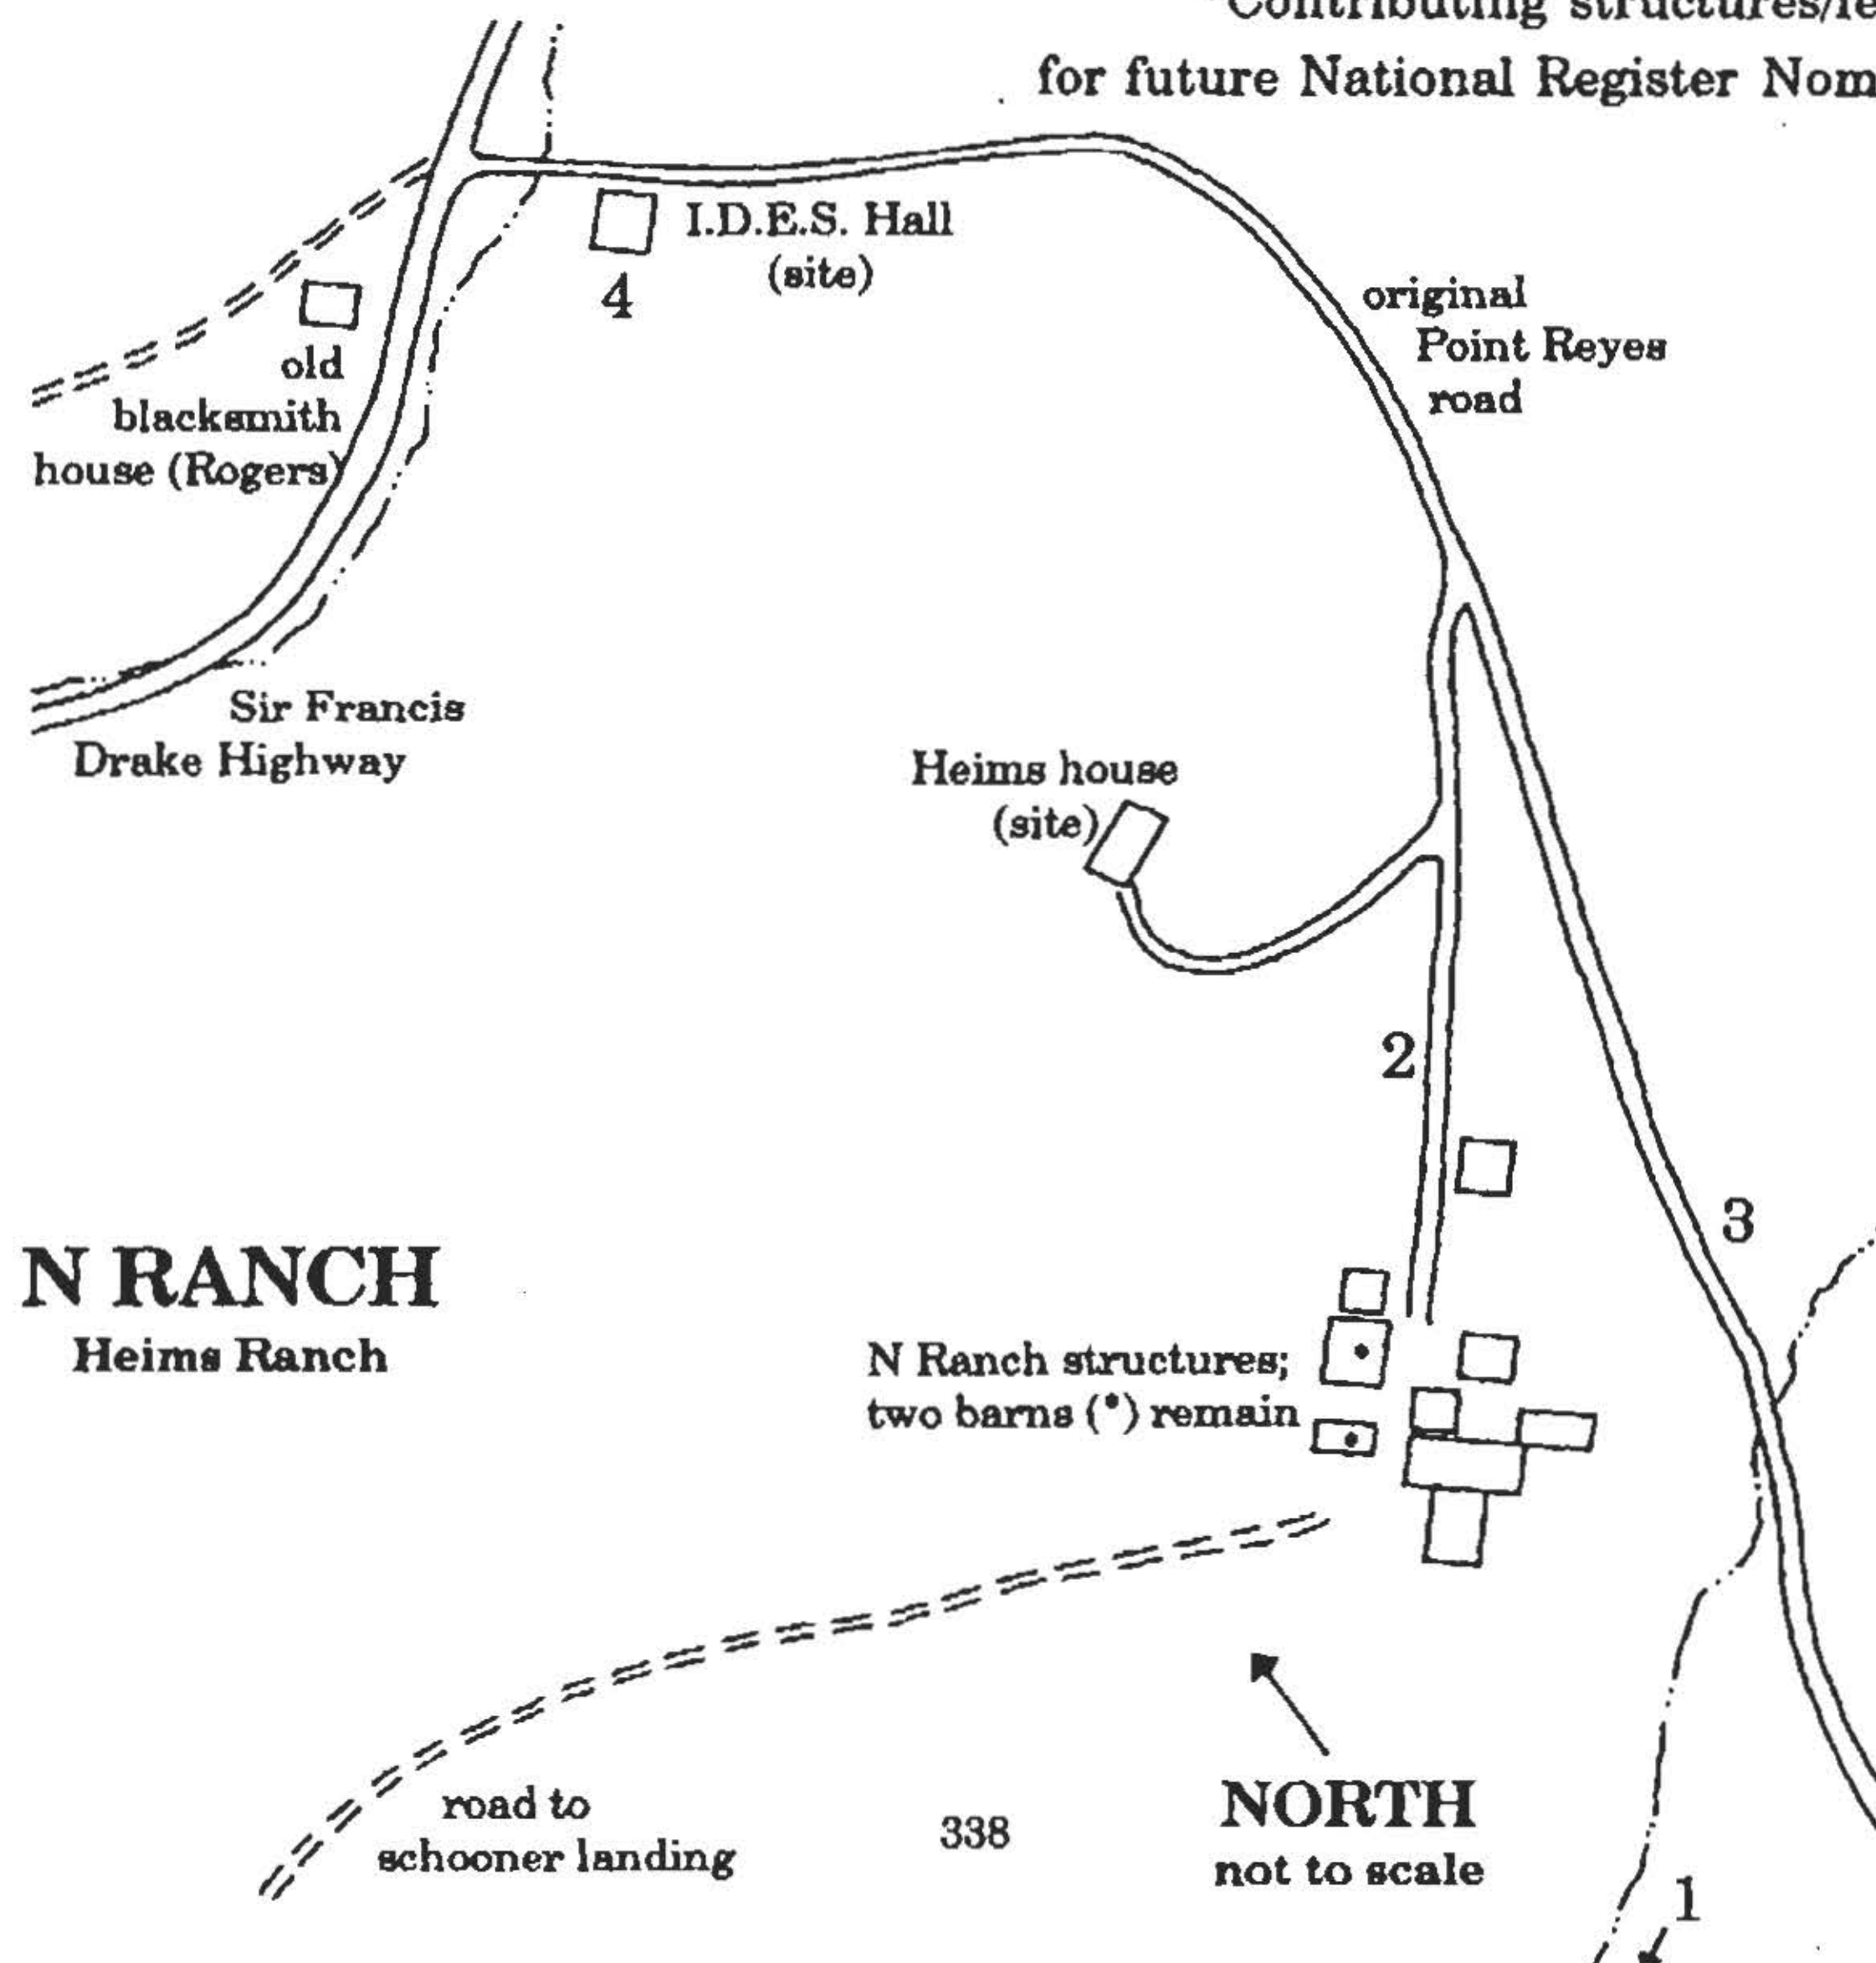 *Contributing structures/
for future National Register Nom
I.D.E.S. Hall
(site)
4
original
Point Reyes
road
old
blacksmith
house (Rogers)
Sir Francis
Drake Highway
Heims house
(site)
2
3
N RANCH
Heims Ranch
N Ranch structures;
two barns (•) remain
road to
schooner landing
338
NORTH
not to scale
1